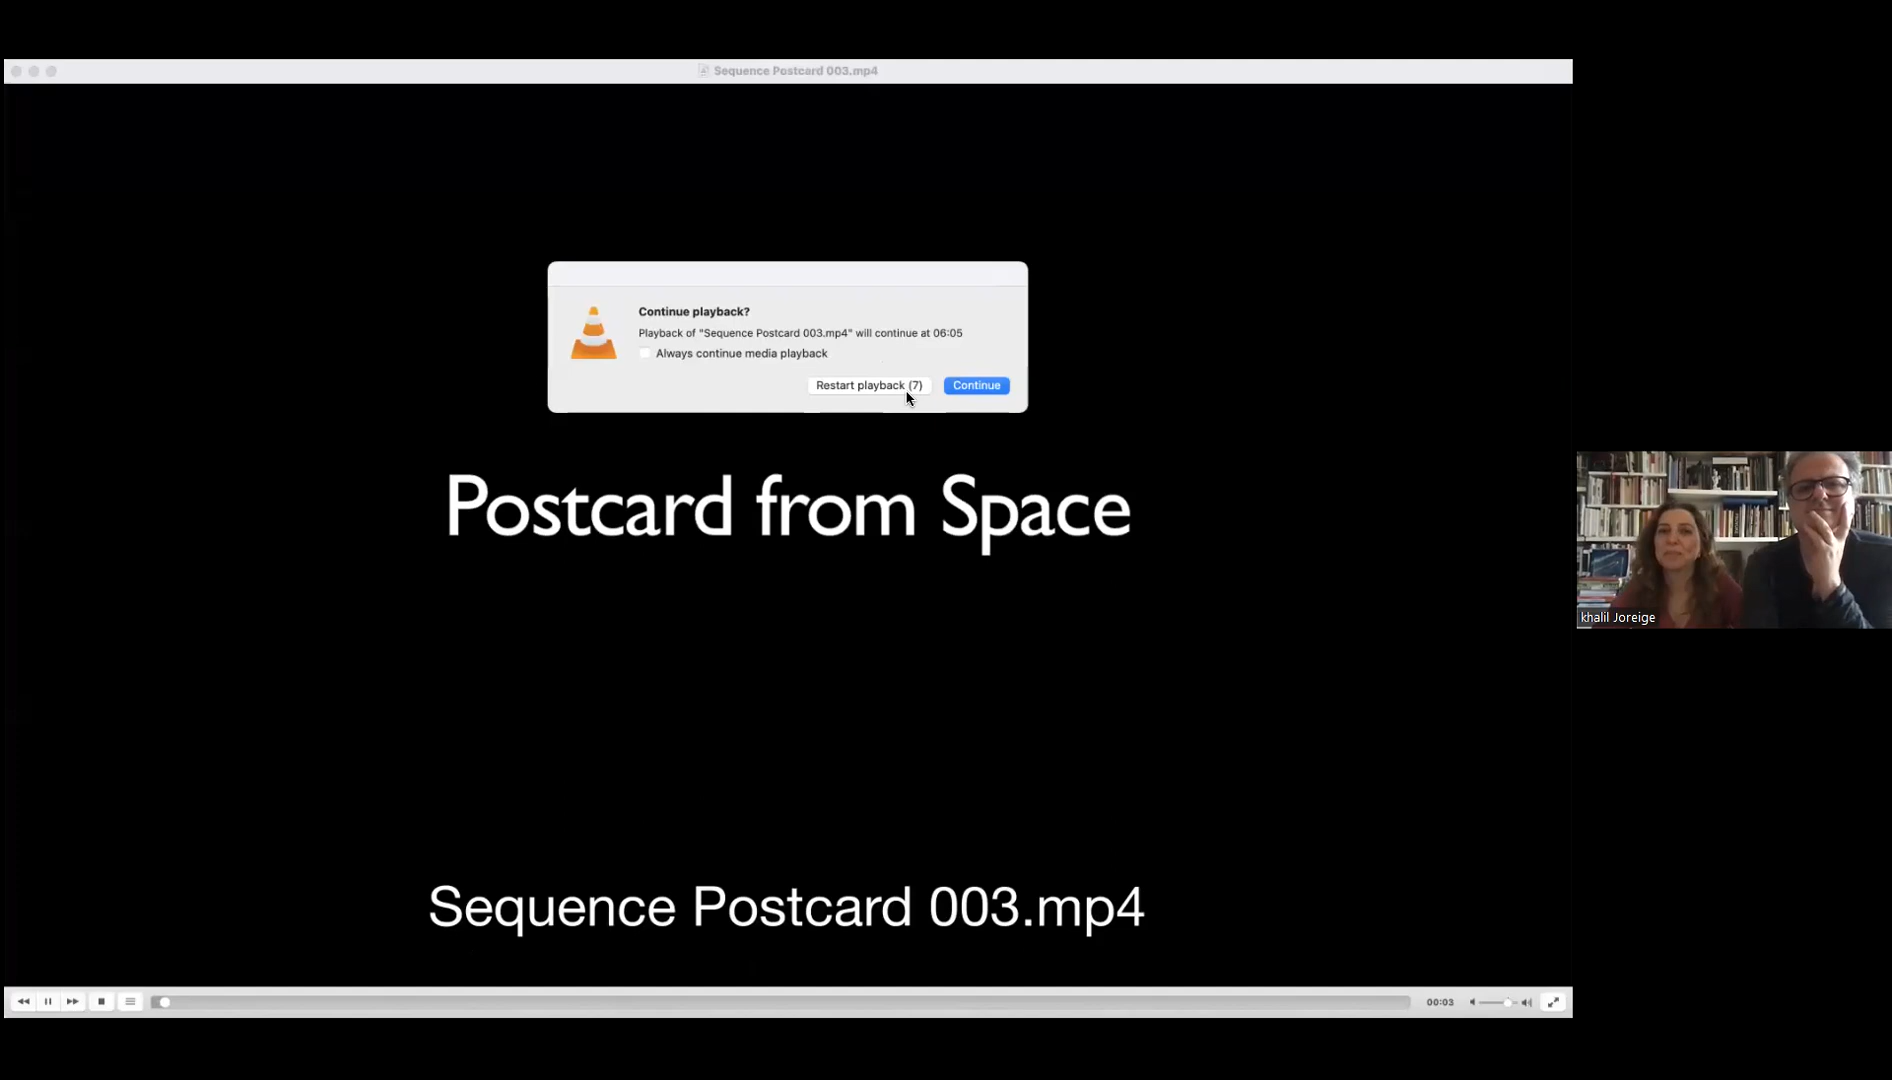 Sequence Postcard 003.mp4
Continue playback?
Playback of "Sequence Postcard 003.mp4" will continue at 06:05
Always continue media playback
Restart playback (7)
Continue
Postcard from Space
khalil Joreige
Sequence Postcard 003.mp4
00:03